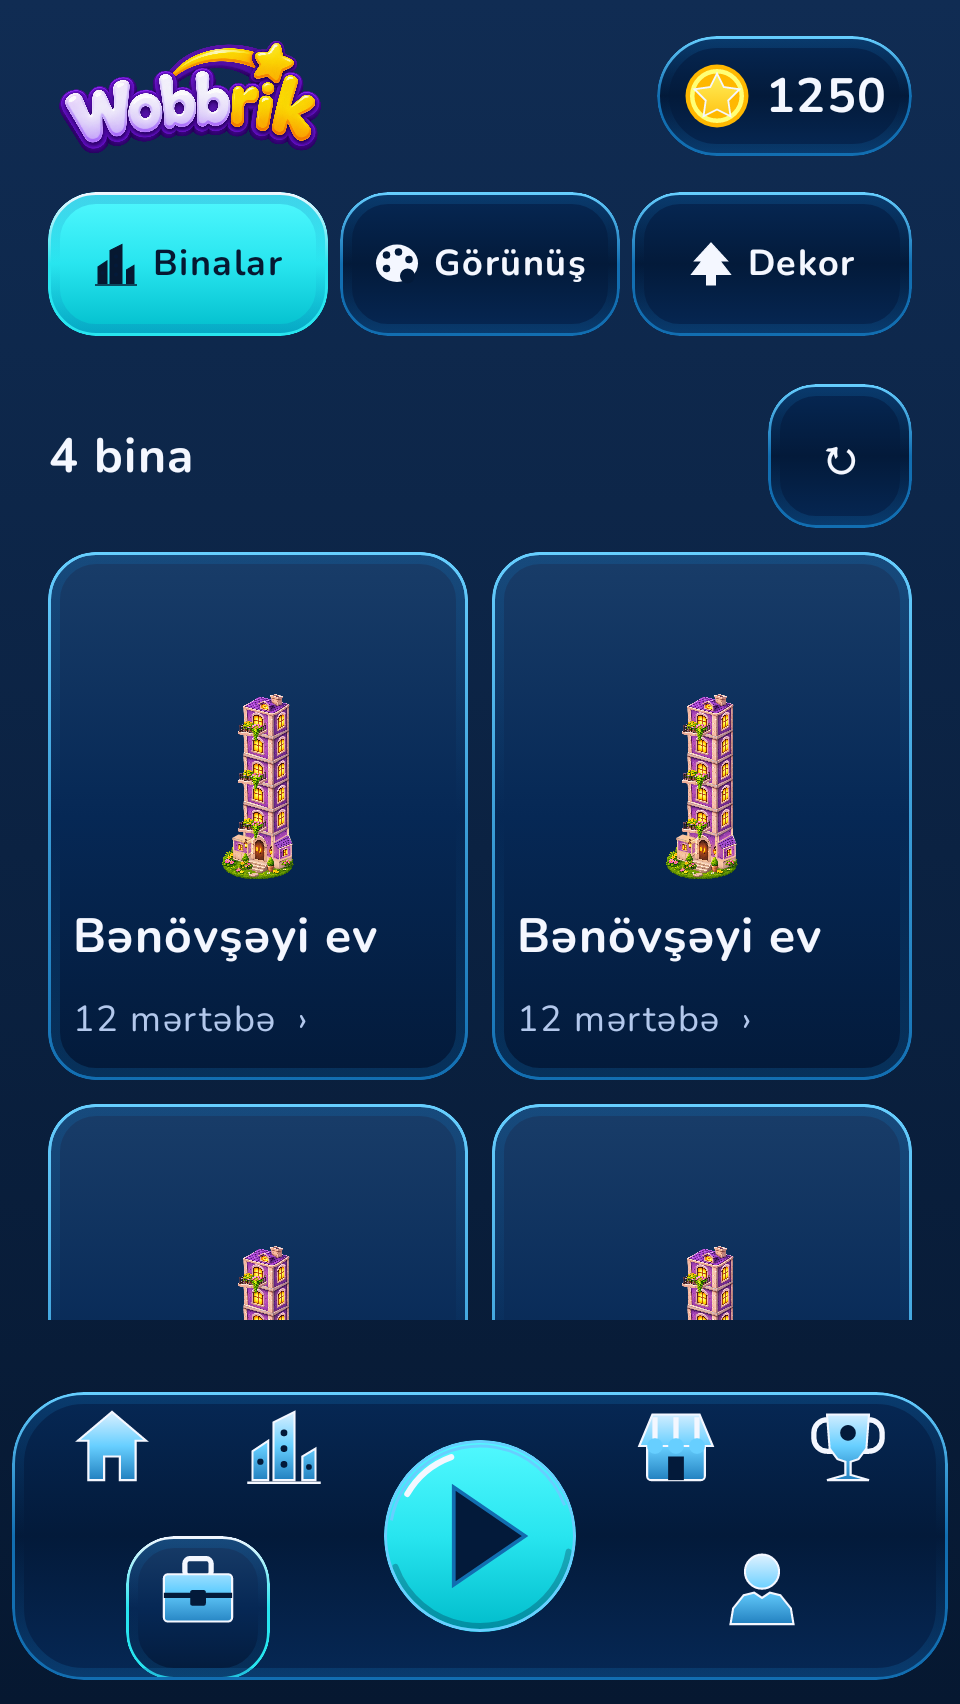 Wobbrik
1250
Binalar
Görünüş
Dekor
4 bina
Bənövşəyi ev
12 mərtəbə ›
Bənövşəyi ev
12 mərtəbə ›